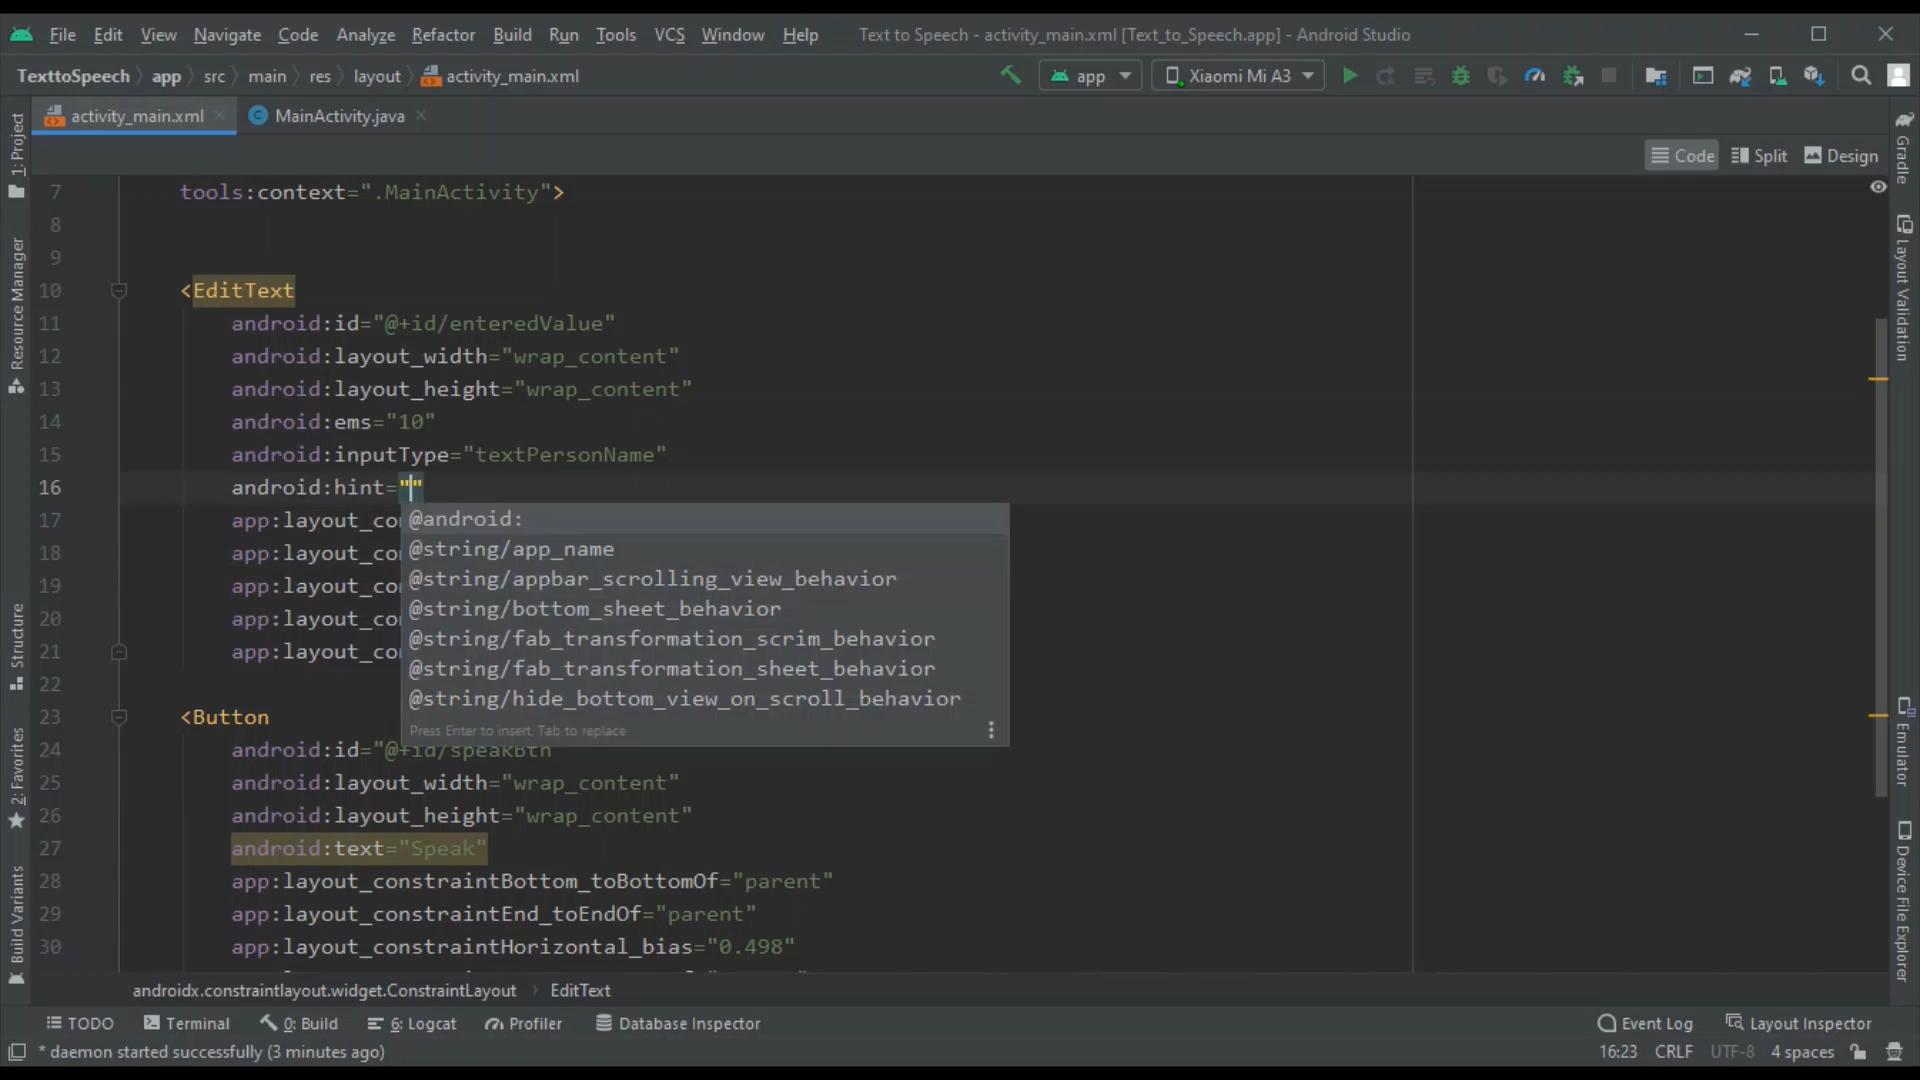 File Edit View Navigate Code Analyze Refactor Build Run Tools VCS Window Help Text to Speech - activity_main.xml [Text_to_Speech.app] - Android Studio
TexttoSpeech app src main res layout activity_main.xml app Xiaomi Mi A3
activity_main.xml MainActivity.java
Code Split Design
7 tools:context=".MainActivity">
8
9
10 <EditText
11 android:id="@+id/enteredValue"
12 android:layout_width="wrap_content"
13 android:layout_height="wrap_content"
14 android:ems="10"
15 android:inputType="textPersonName"
16 android:hint=""
17 app:layout_co
18 app:layout_co
19 app:layout_co
20 app:layout_co
21 app:layout_co
22
@android:
@string/app_name
@string/appbar_scrolling_view_behavior
@string/bottom_sheet_behavior
@string/fab_transformation_scrim_behavior
@string/fab_transformation_sheet_behavior
@string/hide_bottom_view_on_scroll_behavior
Press Enter to insert, Tab to replace
23 <Button
24 android:id="@+id/speakBtn
25 android:layout_width="wrap_content"
26 android:layout_height="wrap_content"
27 android:text="Speak"
28 app:layout_constraintBottom_toBottomOf="parent"
29 app:layout_constraintEnd_toEndOf="parent"
30 app:layout_constraintHorizontal_bias="0.498"
androidx.constraintlayout.widget.ConstraintLayout EditText
TODO Terminal 0: Build 6: Logcat Profiler Database Inspector Event Log Layout Inspector
* daemon started successfully (3 minutes ago) 16:23 CRLF UTF-8 4 spaces
1: Project
Resource Manager
Structure
2: Favorites
Build Variants
Gradle
Layout Validation
Emulator
Device File Explorer